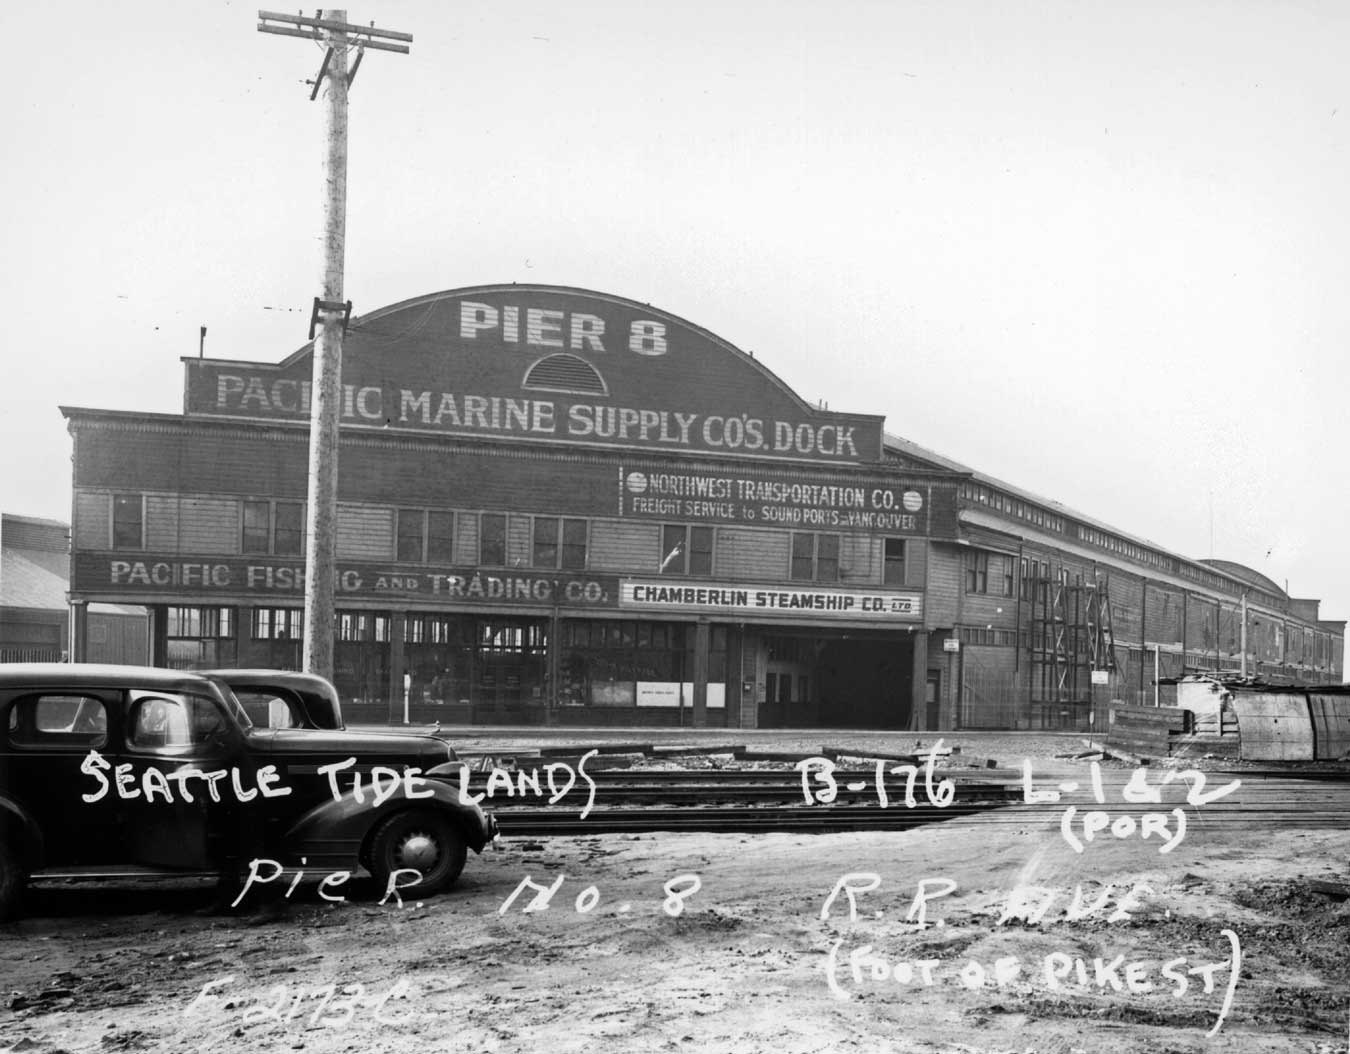 PIER 8
PACIFIC MARINE SUPPLY CO'S. DOCK
NORTHWEST TRANSPORTATION CO.
FREIGHT SERVICE to SOUND PORTS - VANCOUVER
PACIFIC FISHING AND TRADING CO.
CHAMBERLIN STEAMSHIP CO. LTD.
SEATTLE TIDE LANDS B-176 L-1 & 2
(POR)
PieR. No. 8 R.R. AVE.
(FOOT OF PIKE ST)
F-2173-C